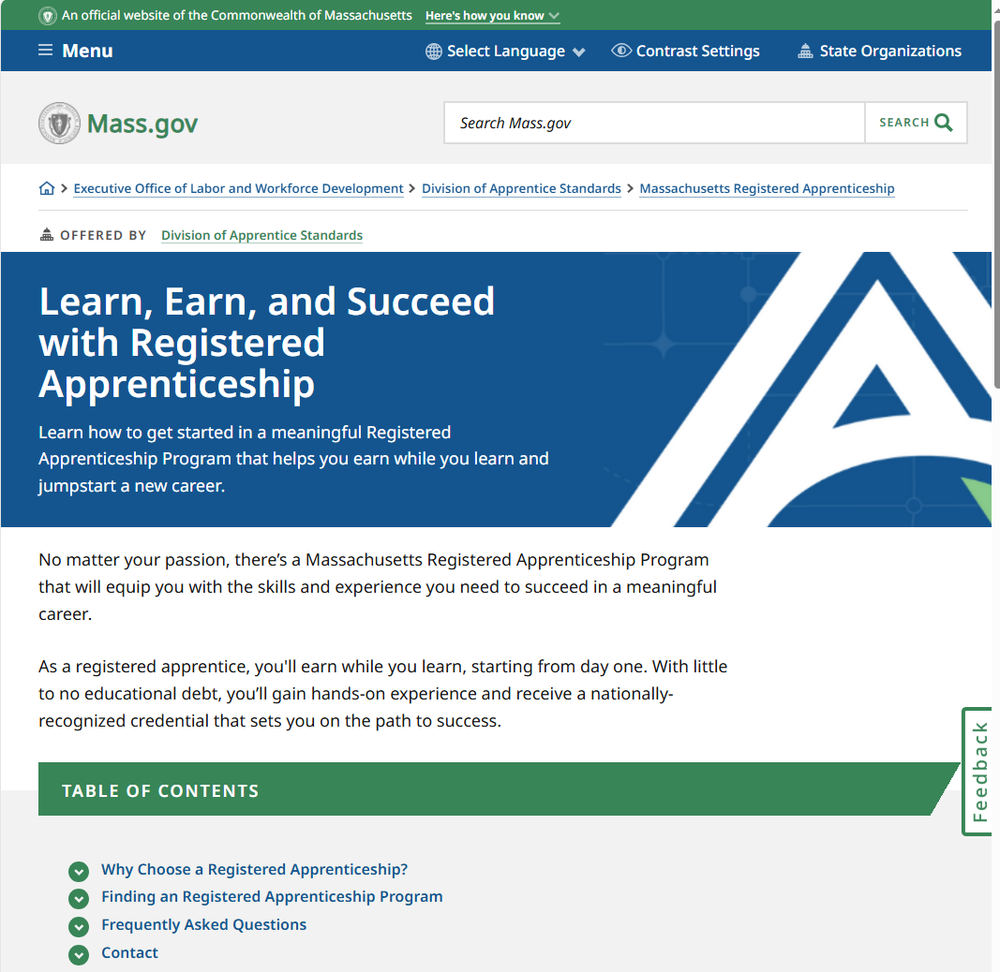 An official website of the Commonwealth of Massachusetts Here's how you know
Menu Select Language Contrast Settings State Organizations
Mass.gov Search Mass.gov SEARCH
Executive Office of Labor and Workforce Development > Division of Apprentice Standards > Massachusetts Registered Apprenticeship
OFFERED BY Division of Apprentice Standards
Learn, Earn, and Succeed
with Registered
Apprenticeship
Learn how to get started in a meaningful Registered
Apprenticeship Program that helps you earn while you learn and
jumpstart a new career.
No matter your passion, there’s a Massachusetts Registered Apprenticeship Program
that will equip you with the skills and experience you need to succeed in a meaningful
career.
As a registered apprentice, you'll earn while you learn, starting from day one. With little
to no educational debt, you’ll gain hands-on experience and receive a nationally-
recognized credential that sets you on the path to success.
Feedback
TABLE OF CONTENTS
Why Choose a Registered Apprenticeship?
Finding an Registered Apprenticeship Program
Frequently Asked Questions
Contact